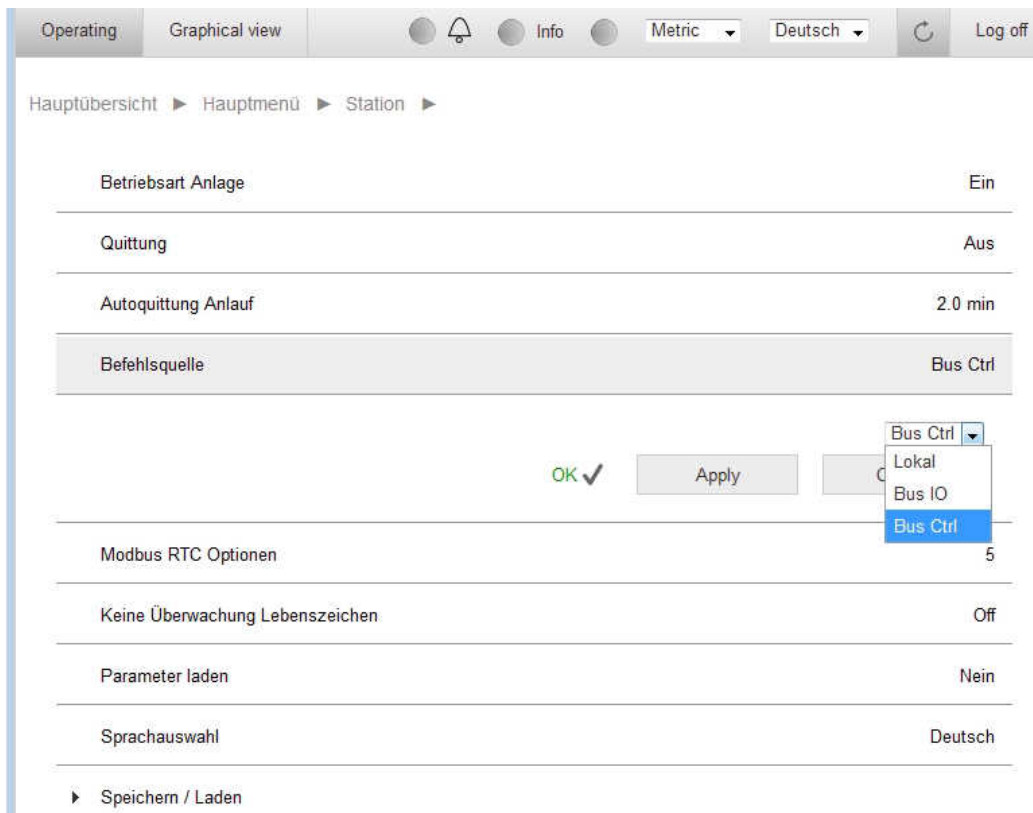 Operating Graphical view Info Metric Deutsch Log off
Hauptübersicht ► Hauptmenü ► Station ►
Betriebsart Anlage Ein
Quittung Aus
Autoquittung Anlauf 2.0 min
Befehlsquelle Bus Ctrl
Bus Ctrl
OK Apply C
Lokal
Bus IO
Bus Ctrl
Modbus RTC Optionen 5
Keine Überwachung Lebenszeichen Off
Parameter laden Nein
Sprachauswahl Deutsch
Speichern / Laden